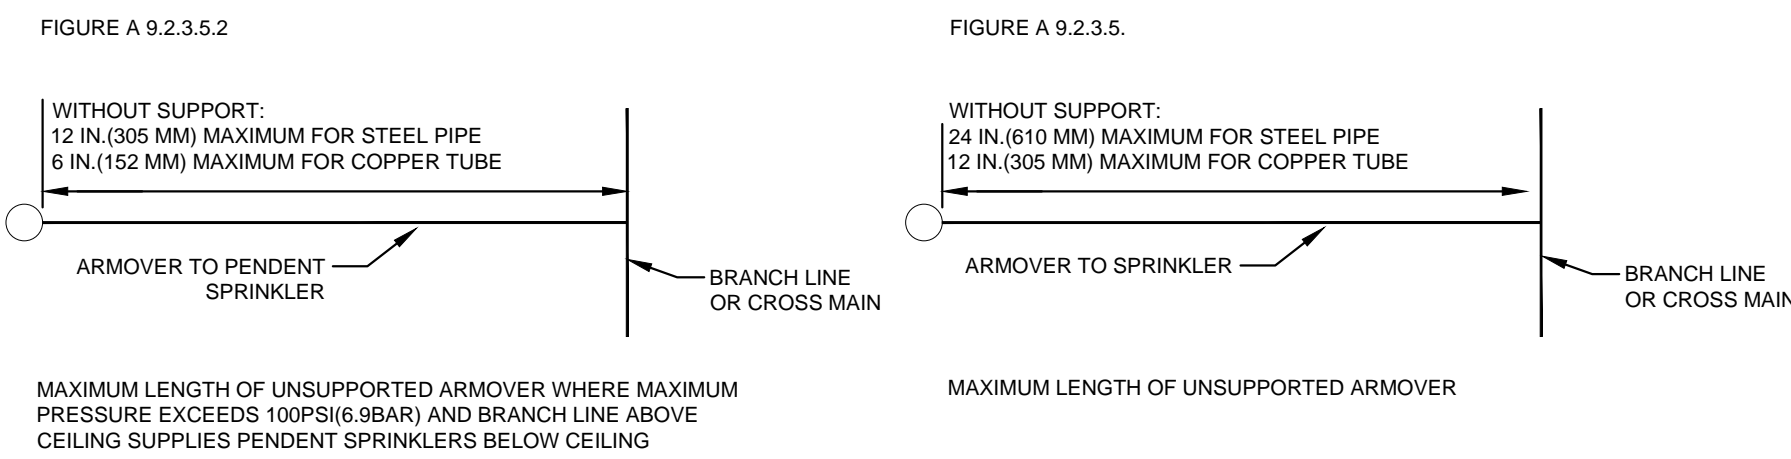 FIGURE A 9.2.3.5.2
WITHOUT SUPPORT:
12 IN.(305 MM) MAXIMUM FOR STEEL PIPE
6 IN.(152 MM) MAXIMUM FOR COPPER TUBE
ARMOVER TO PENDENT
SPRINKLER
BRANCH LINE
OR CROSS MAIN
MAXIMUM LENGTH OF UNSUPPORTED ARMOVER WHERE MAXIMUM
PRESSURE EXCEEDS 100PSI(6.9BAR) AND BRANCH LINE ABOVE
CEILING SUPPLIES PENDENT SPRINKLERS BELOW CEILING
FIGURE A 9.2.3.5.
WITHOUT SUPPORT:
24 IN.(610 MM) MAXIMUM FOR STEEL PIPE
12 IN.(305 MM) MAXIMUM FOR COPPER TUBE
ARMOVER TO SPRINKLER
BRANCH LINE
OR CROSS MAIN
MAXIMUM LENGTH OF UNSUPPORTED ARMOVER